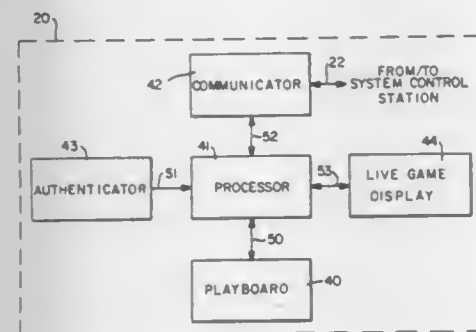 20
42
COMMUNICATOR
22
FROM/TO
SYSTEM CONTROL
STATION
43
AUTHENTICATOR
51
52
41
PROCESSOR
53
44
LIVE GAME
DISPLAY
50
PLAYBOARD
40